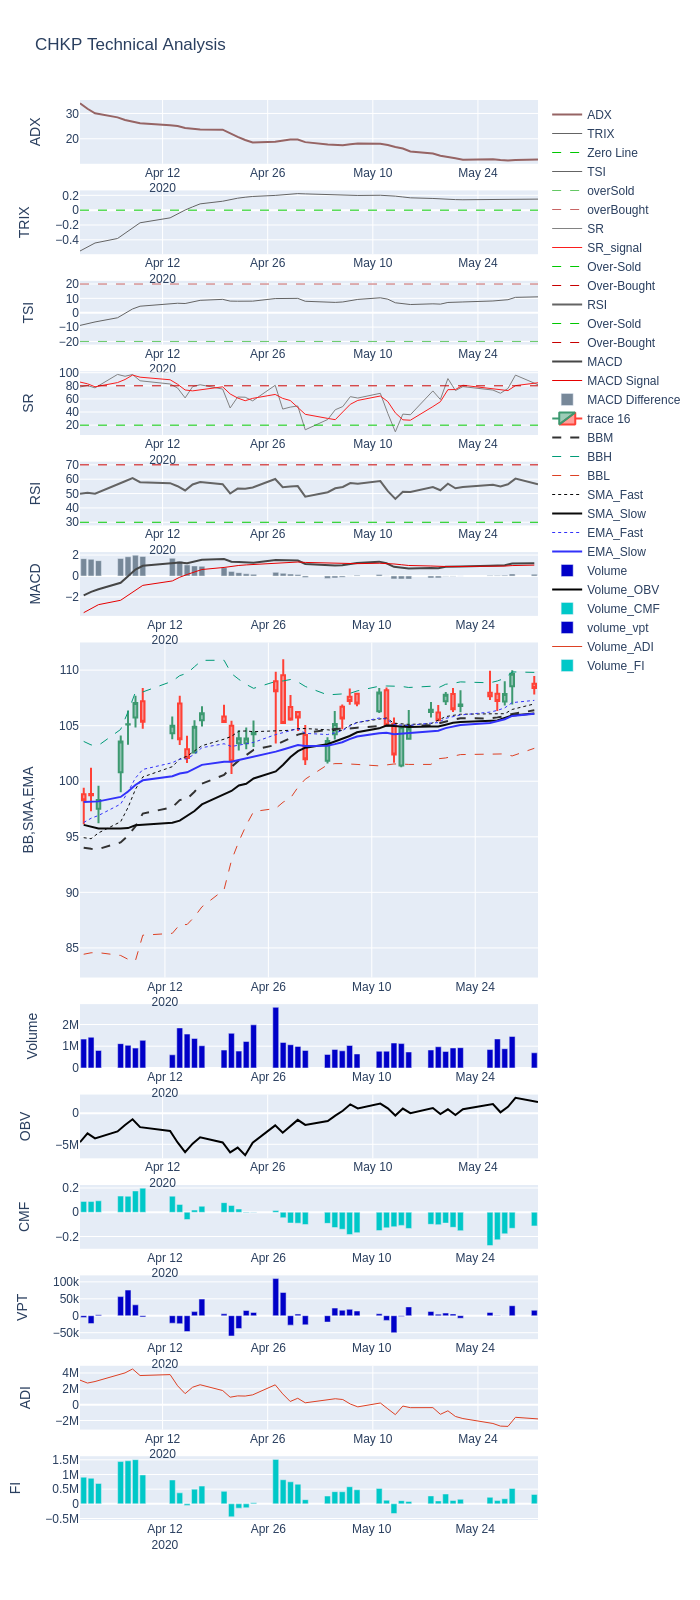 CHKP Technical Analysis
ADX
30
20
Apr 12
2020
Apr 26
May 10
May 24
TRIX
0.2
0
−0.2
−0.4
Apr 12
2020
Apr 26
May 10
May 24
TSI
20
10
0
−10
−20
Apr 12
2020
Apr 26
May 10
May 24
SR
100
80
60
40
20
Apr 12
2020
Apr 26
May 10
May 24
RSI
70
60
50
40
30
Apr 12
2020
Apr 26
May 10
May 24
MACD
2
0
−2
Apr 12
2020
Apr 26
May 10
May 24
BB,SMA,EMA
110
105
100
95
90
85
Apr 12
2020
Apr 26
May 10
May 24
Volume
2M
1M
0
Apr 12
2020
Apr 26
May 10
May 24
OBV
0
−5M
Apr 12
2020
Apr 26
May 10
May 24
CMF
0.2
0
−0.2
Apr 12
2020
Apr 26
May 10
May 24
VPT
100k
50k
0
−50k
Apr 12
2020
Apr 26
May 10
May 24
ADI
4M
2M
0
−2M
Apr 12
2020
Apr 26
May 10
May 24
FI
1.5M
1M
0.5M
0
−0.5M
Apr 12
2020
Apr 26
May 10
May 24
ADX
TRIX
Zero Line
TSI
overSold
overBought
SR
SR_signal
Over-Sold
Over-Bought
RSI
Over-Sold
Over-Bought
MACD
MACD Signal
MACD Difference
trace 16
BBM
BBH
BBL
SMA_Fast
SMA_Slow
EMA_Fast
EMA_Slow
Volume
Volume_OBV
Volume_CMF
volume_vpt
Volume_ADI
Volume_FI